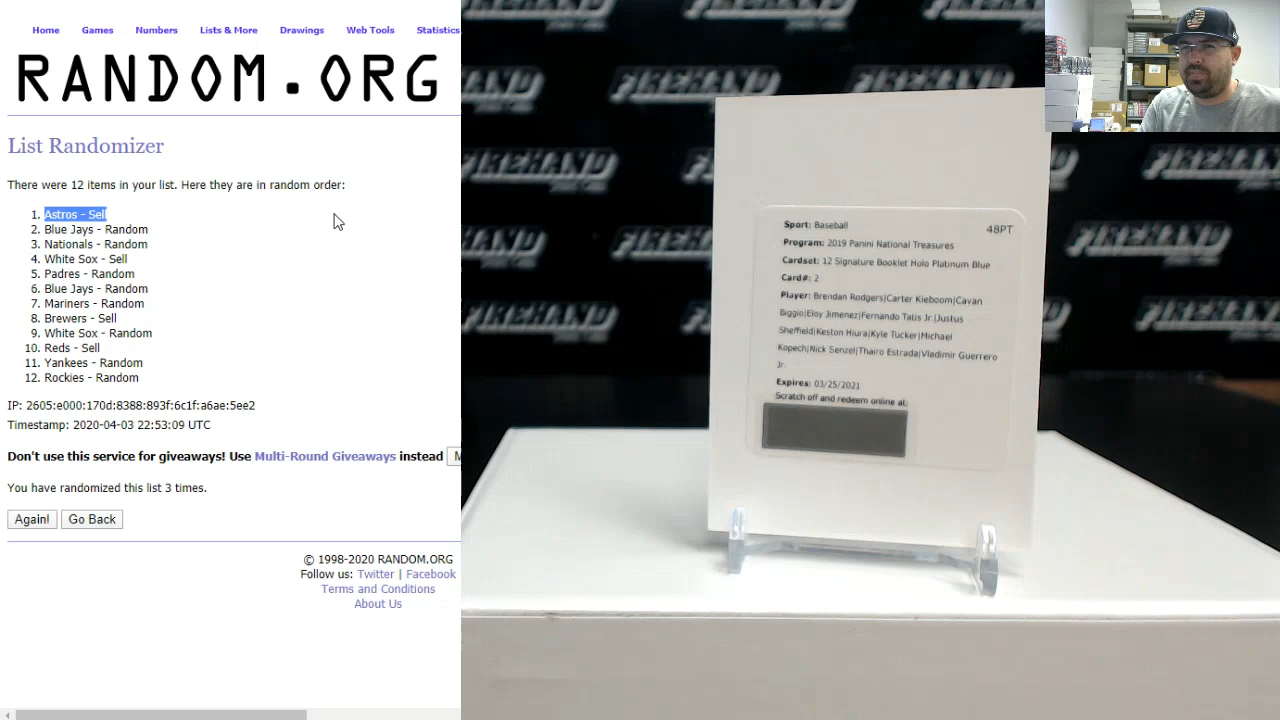 Home Games Numbers Lists & More Drawings Web Tools Statistics
RANDOM.ORG
List Randomizer
There were 12 items in your list. Here they are in random order:
1. Astros - Sell
2. Blue Jays - Random
3. Nationals - Random
4. White Sox - Sell
5. Padres - Random
6. Blue Jays - Random
7. Mariners - Random
8. Brewers - Sell
9. White Sox - Random
10. Reds - Sell
11. Yankees - Random
12. Rockies - Random
IP: 2605:e000:170d:8388:893f:6c1f:a6ae:5ee2
Timestamp: 2020-04-03 22:53:09 UTC
Don't use this service for giveaways! Use Multi-Round Giveaways instead
You have randomized this list 3 times.
Again! Go Back
© 1998-2020 RANDOM.ORG
Follow us: Twitter | Facebook
Terms and Conditions
About Us
Sport: Baseball 48PT
Program: 2019 Panini National Treasures
Cardset: 12 Signature Booklet Holo Platinum Blue
Card#: 2
Player: Brendan Rodgers|Carter Kieboom|Cavan
Biggio|Eloy Jimenez|Fernando Tatis Jr.|Justus
Sheffield|Keston Hiura|Kyle Tucker|Michael
Kopech|Nick Senzel|Thairo Estrada|Vladimir Guerrero
Jr.
Expires: 03/25/2021
Scratch off and redeem online at:
FIREHAND
FIREHAND
FIREHAND
FIREHAND
FIREHAND
FIREHAND